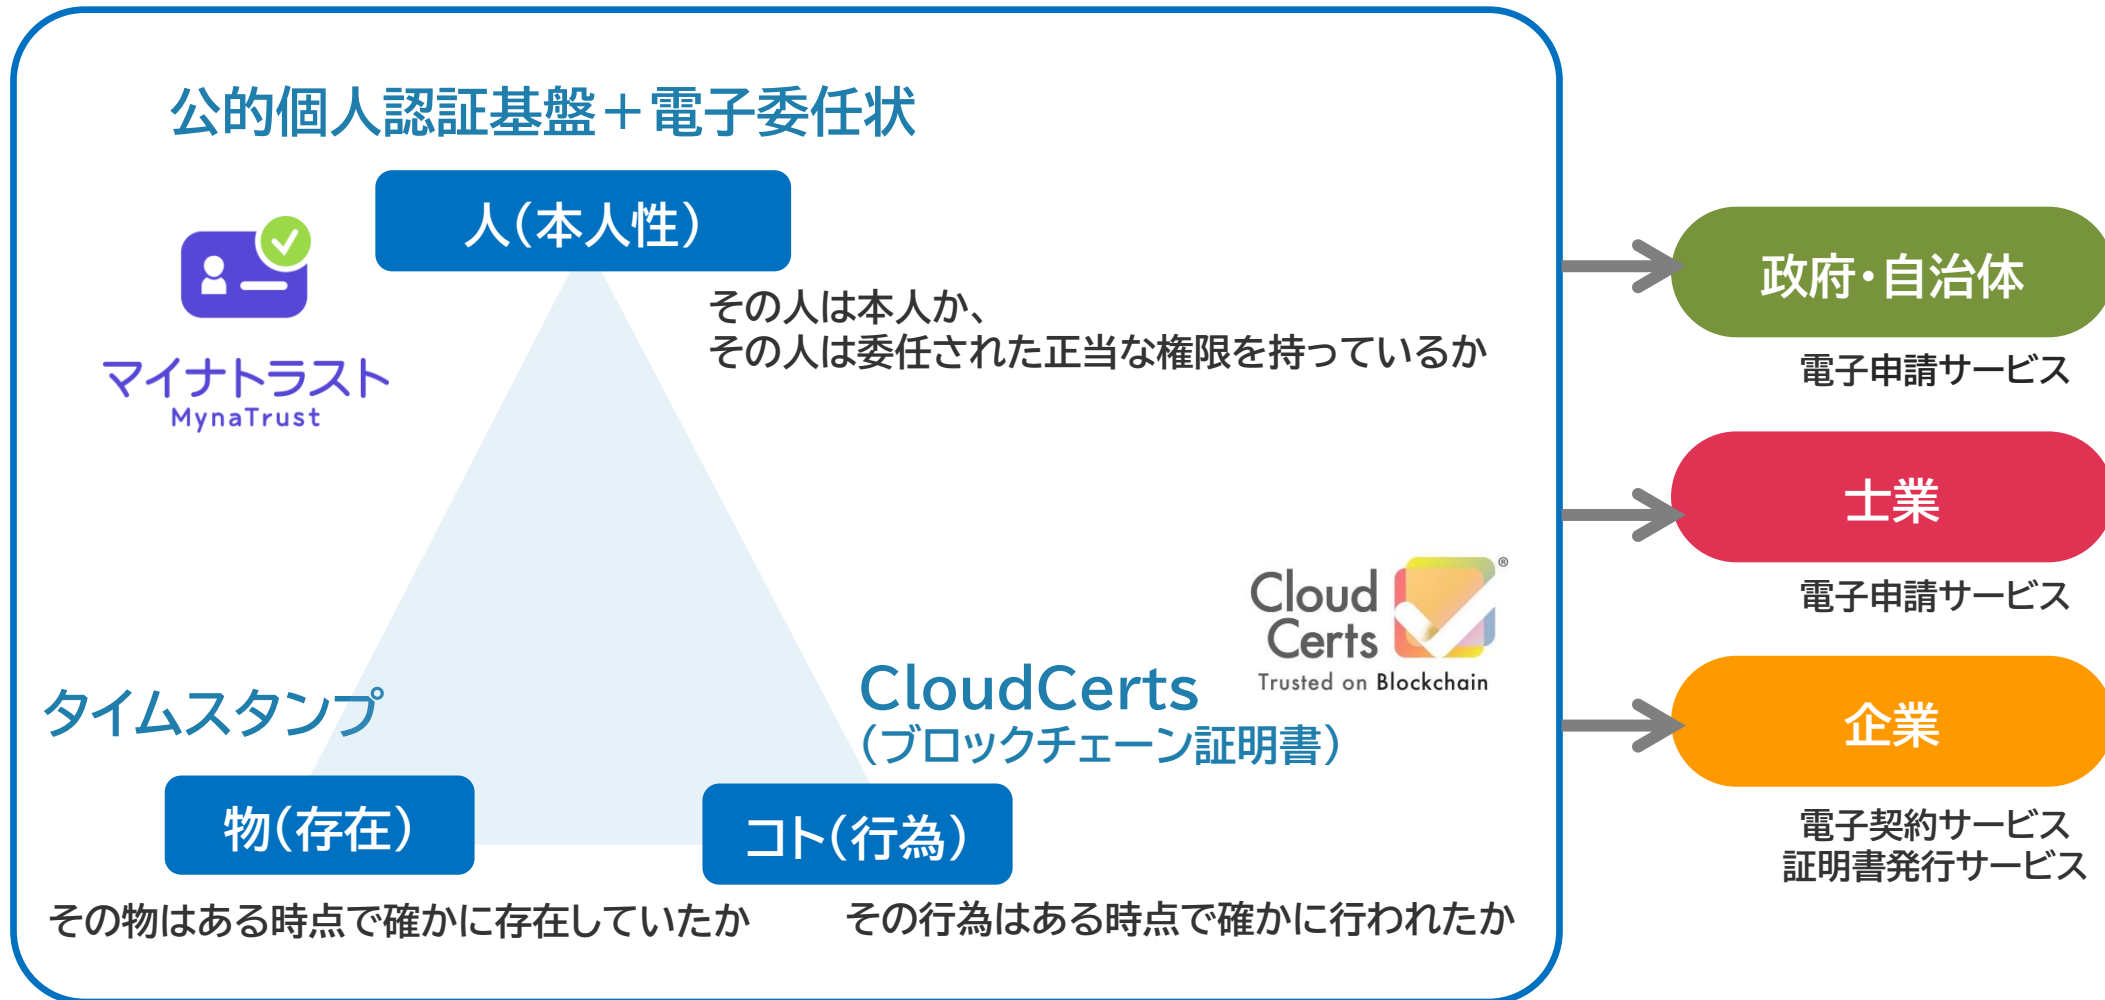 公的個人認証基盤＋電子委任状
人（本人性）
マイナトラスト
MynaTrust
その人は本人か、
その人は委任された正当な権限を持っているか
Cloud
Certs
®
Trusted on Blockchain
タイムスタンプ
CloudCerts
（ブロックチェーン証明書）
物（存在）
コト（行為）
その物はある時点で確かに存在していたか
その行為はある時点で確かに行われたか
政府・自治体
電子申請サービス
士業
電子申請サービス
企業
電子契約サービス
証明書発行サービス